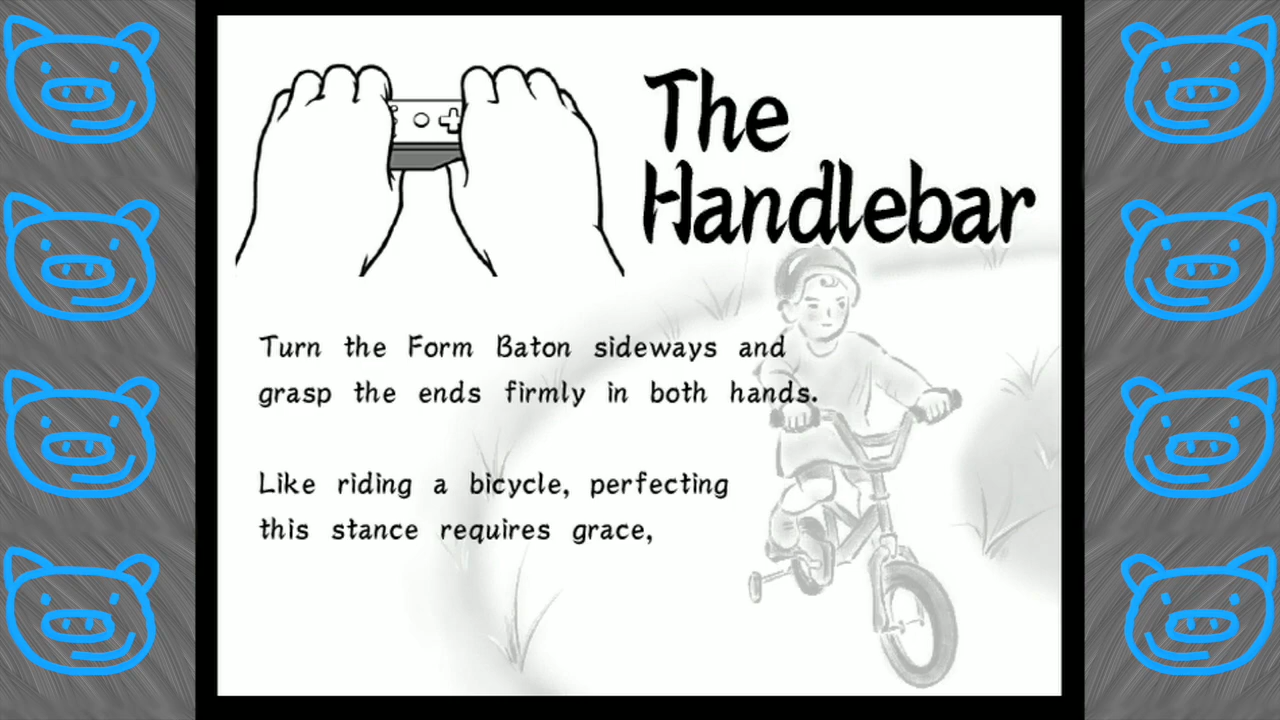 The
Handlebar
Turn the Form Baton sideways and
grasp the ends firmly in both hands.
Like riding a bicycle, perfecting
this stance requires grace,